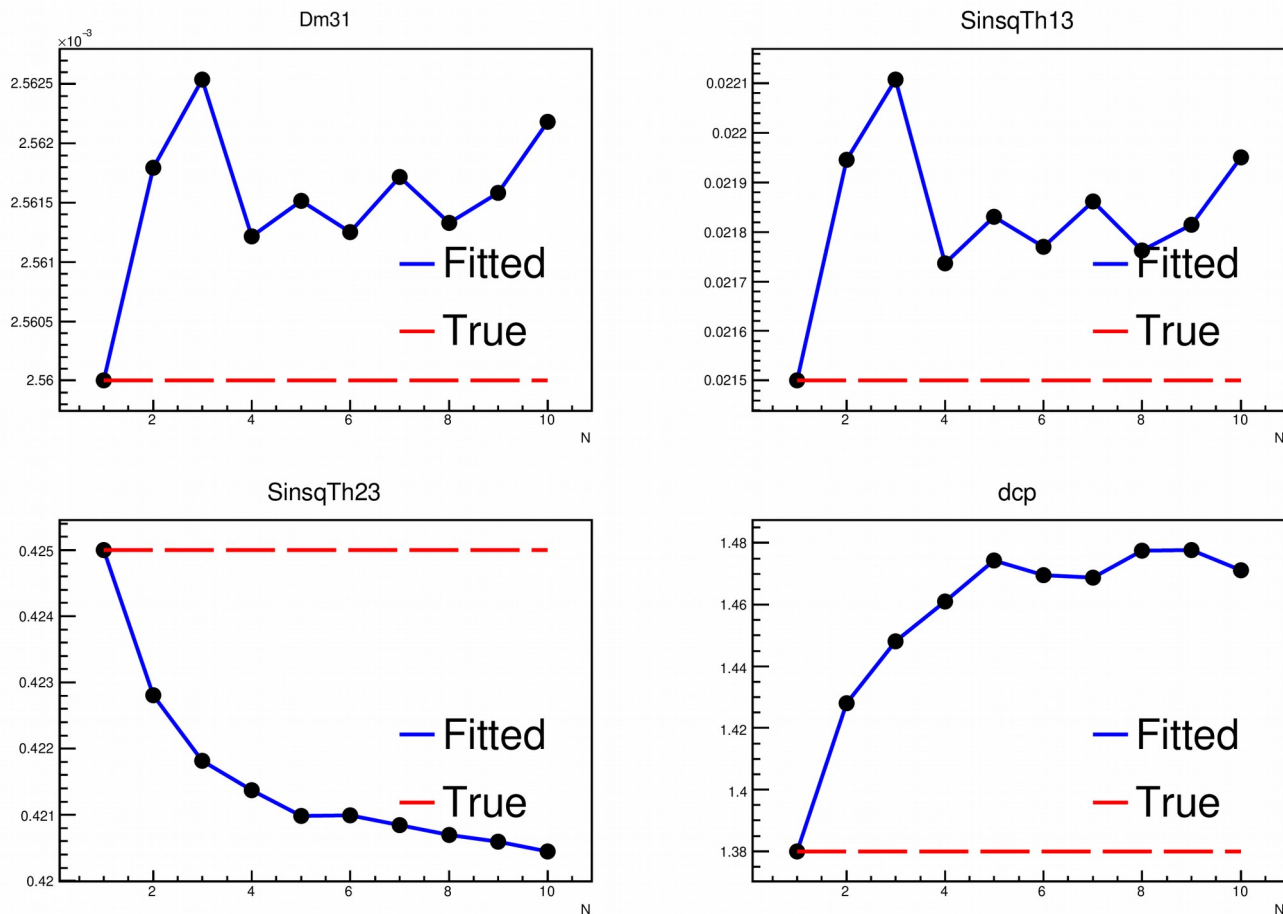 Dm31
×10⁻³
2.5625
2.562
2.5615
2.561
2.5605
2.56
2 4 6 8 10
N
Fitted
True
SinsqTh13
0.0221
0.022
0.0219
0.0218
0.0217
0.0216
0.0215
2 4 6 8 10
N
Fitted
True
SinsqTh23
0.425
0.424
0.423
0.422
0.421
0.42
2 4 6 8 10
N
Fitted
True
dcp
1.48
1.46
1.44
1.42
1.4
1.38
2 4 6 8 10
N
Fitted
True